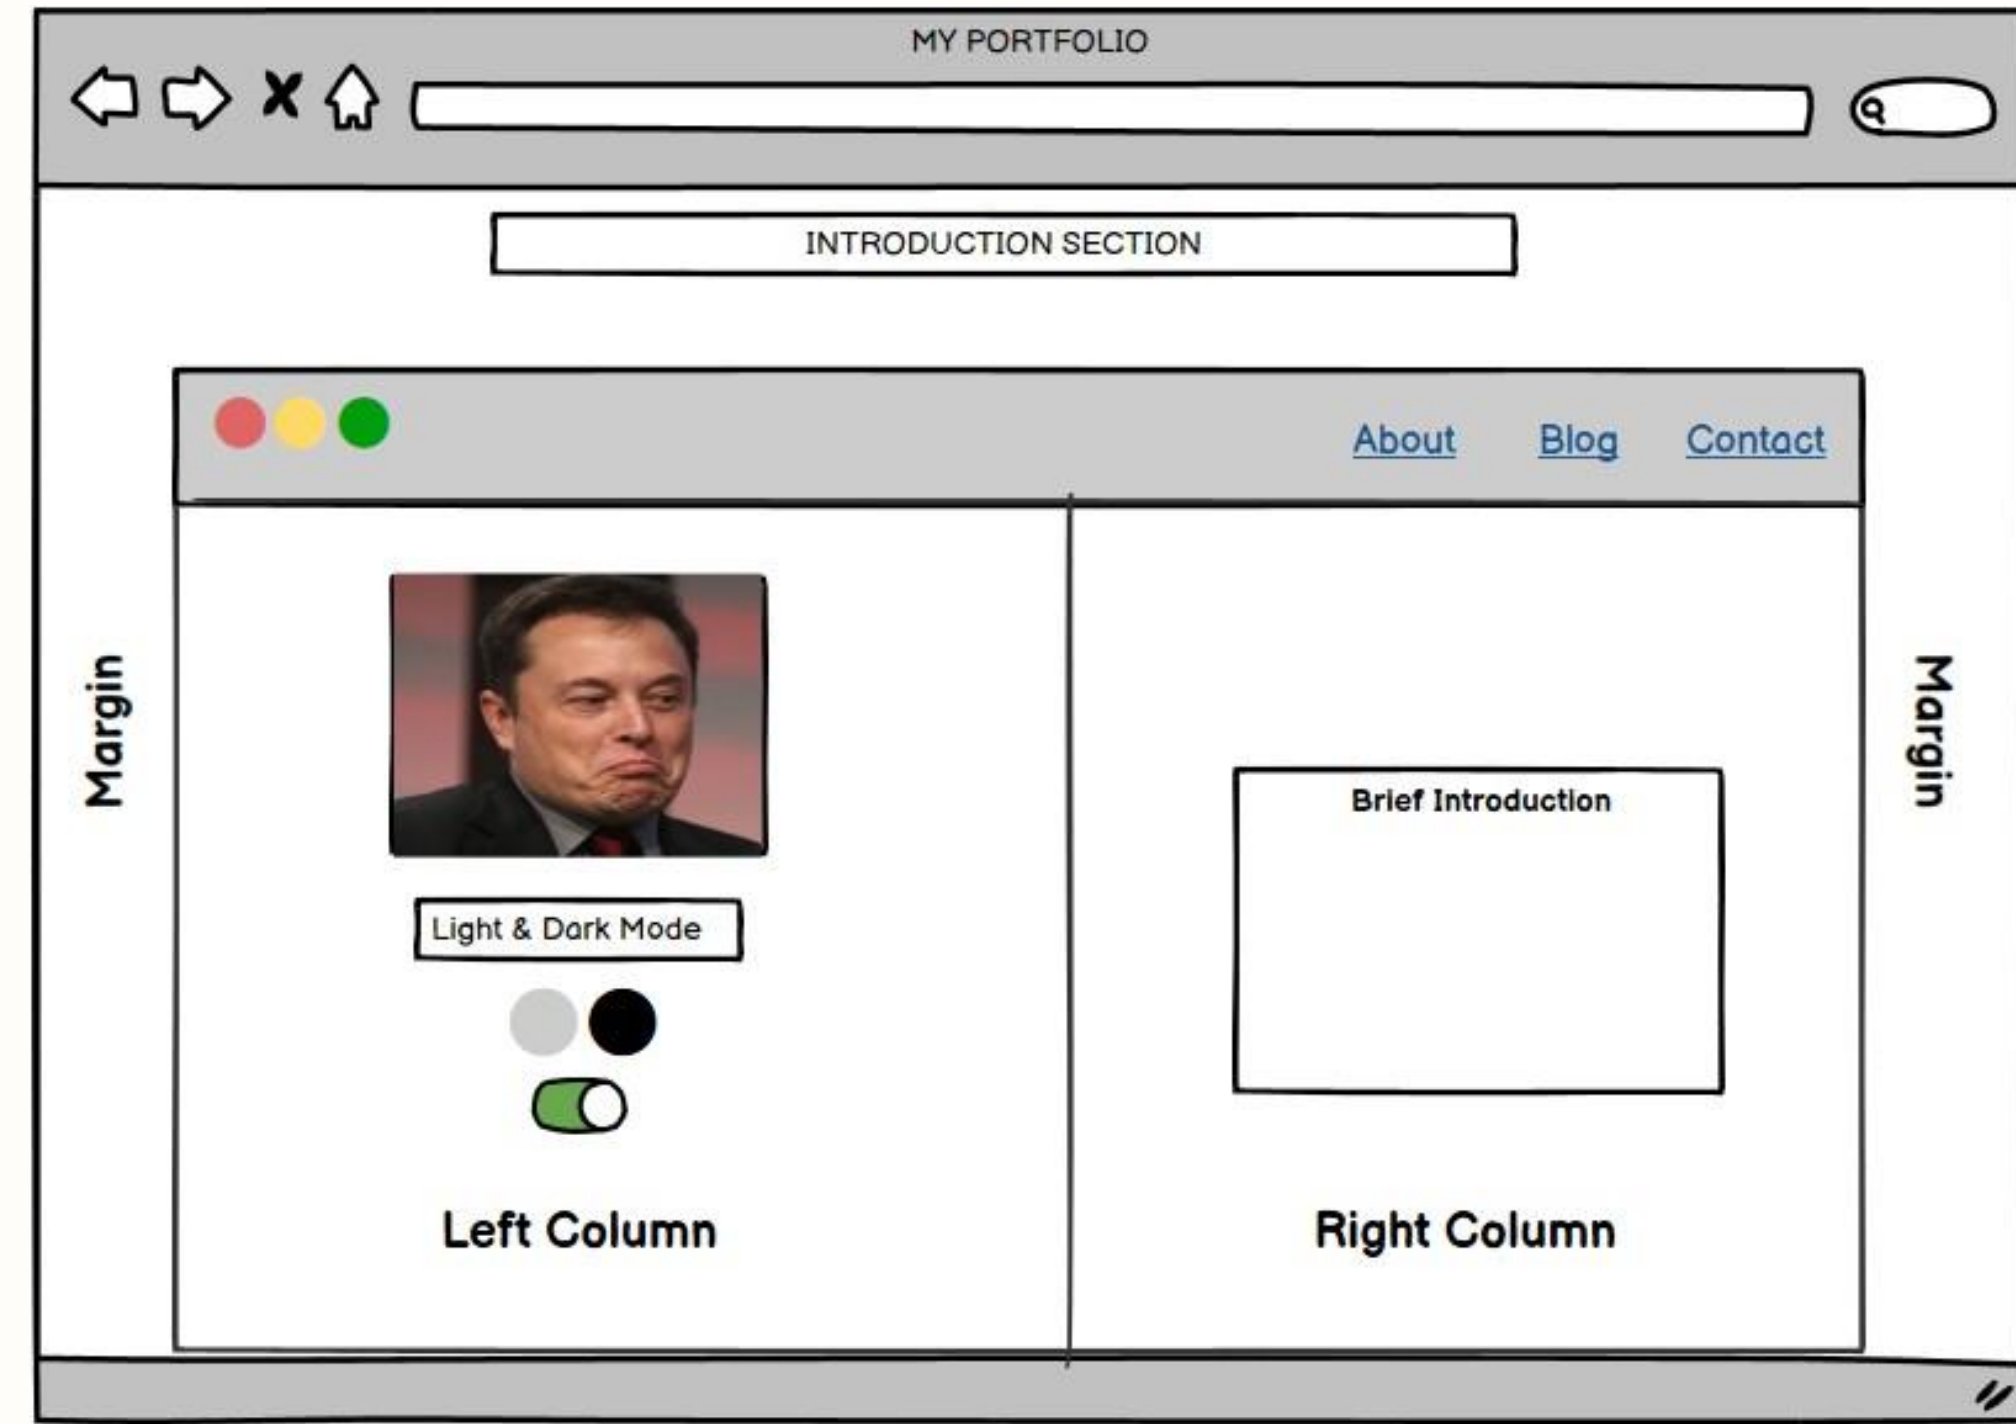 MY PORTFOLIO
INTRODUCTION SECTION
About Blog Contact
Margin
Margin
Brief Introduction
Light & Dark Mode
Left Column
Right Column